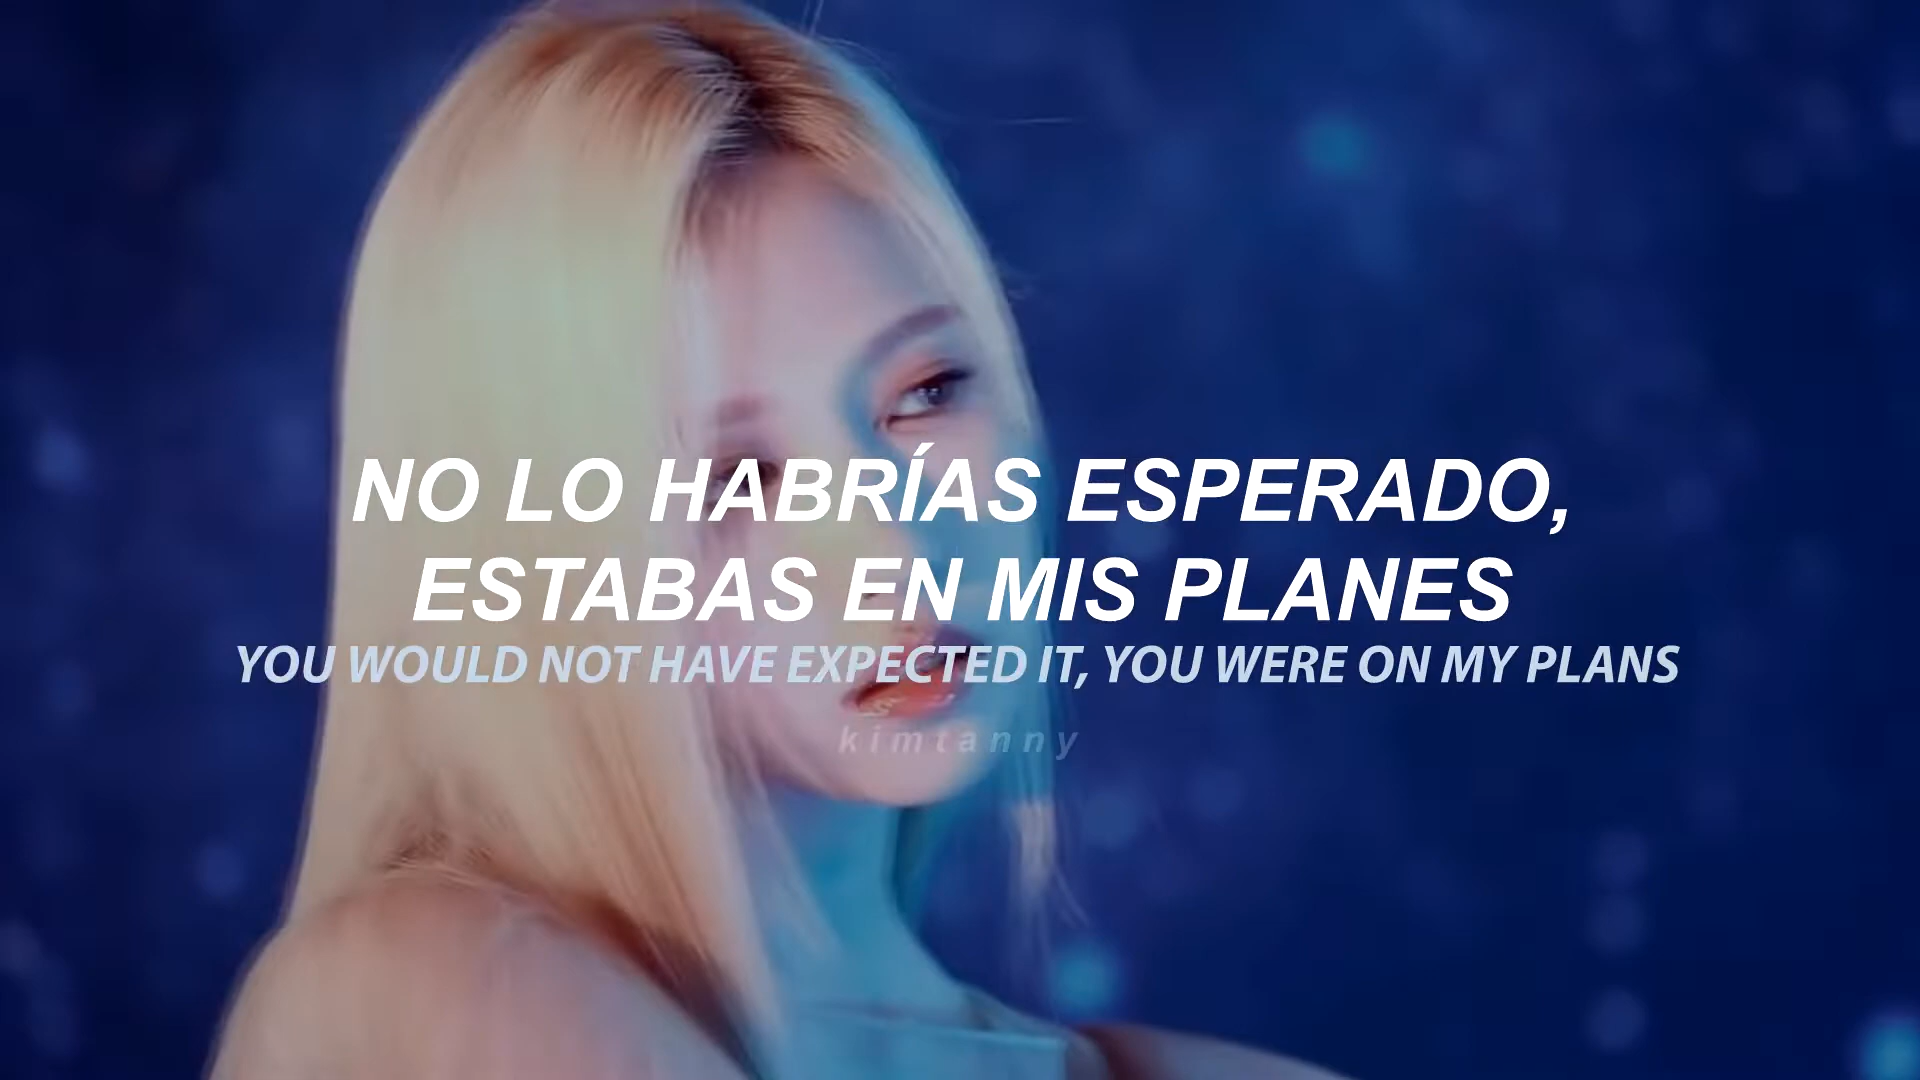 NO LO HABRÍAS ESPERADO,
ESTABAS EN MIS PLANES
YOU WOULD NOT HAVE EXPECTED IT, YOU WERE ON MY PLANS
kimtanny